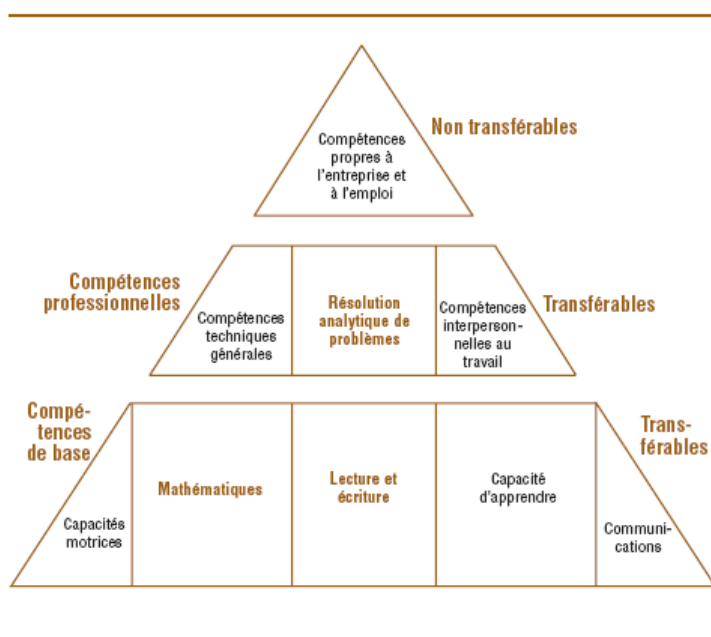 Compétences
propres à
l'entreprise et
à l'emploi
Non transférables
Compétences
professionnelles
Compétences
techniques
générales
Résolution
analytique de
problèmes
Compétences
interperson-
nelles au
travail
Transférables
Compé-
tences
de base
Capacités
motrices
Mathématiques
Lecture et
écriture
Capacité
d'apprendre
Communi-
cations
Trans-
férables